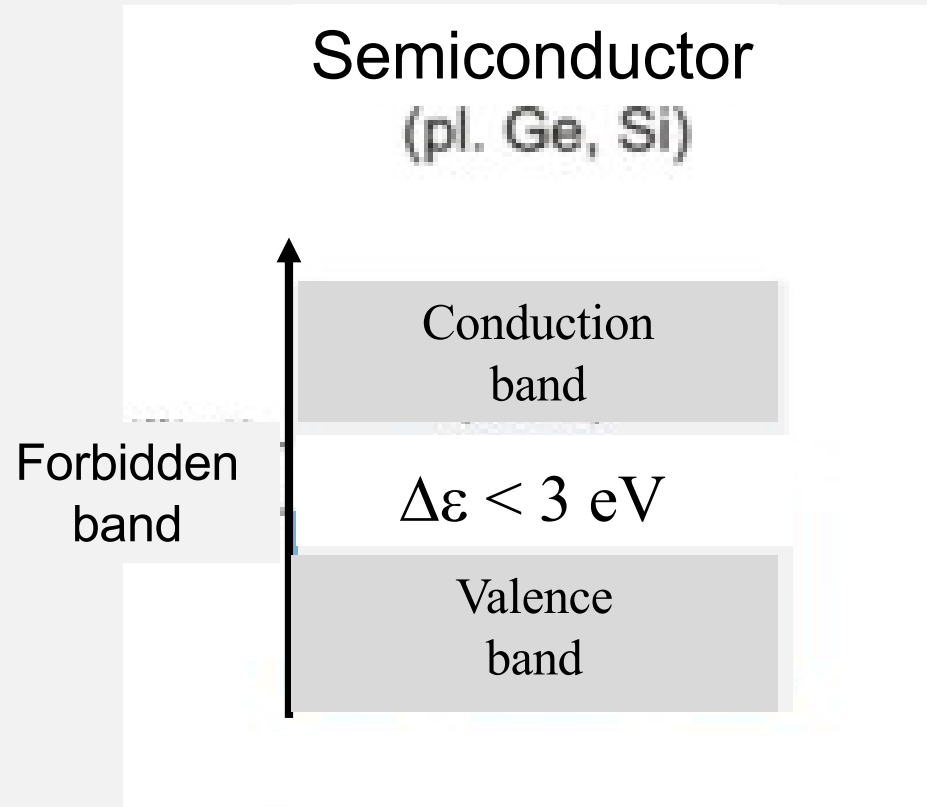 Semiconductor
(pl. Ge, Si)
Conduction
band
Forbidden
band
Δε < 3 eV
Valence
band